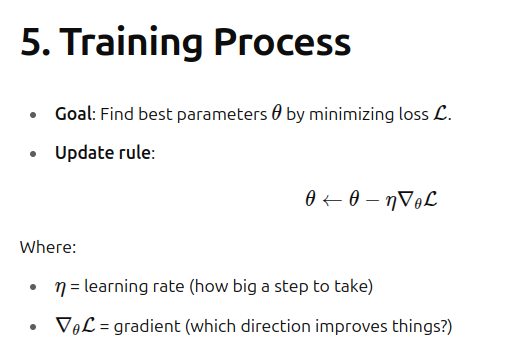 5. Training Process
• Goal: Find best parameters θ by minimizing loss ℒ.
• Update rule:
θ ← θ − η∇θℒ
Where:
• η = learning rate (how big a step to take)
• ∇θℒ = gradient (which direction improves things?)